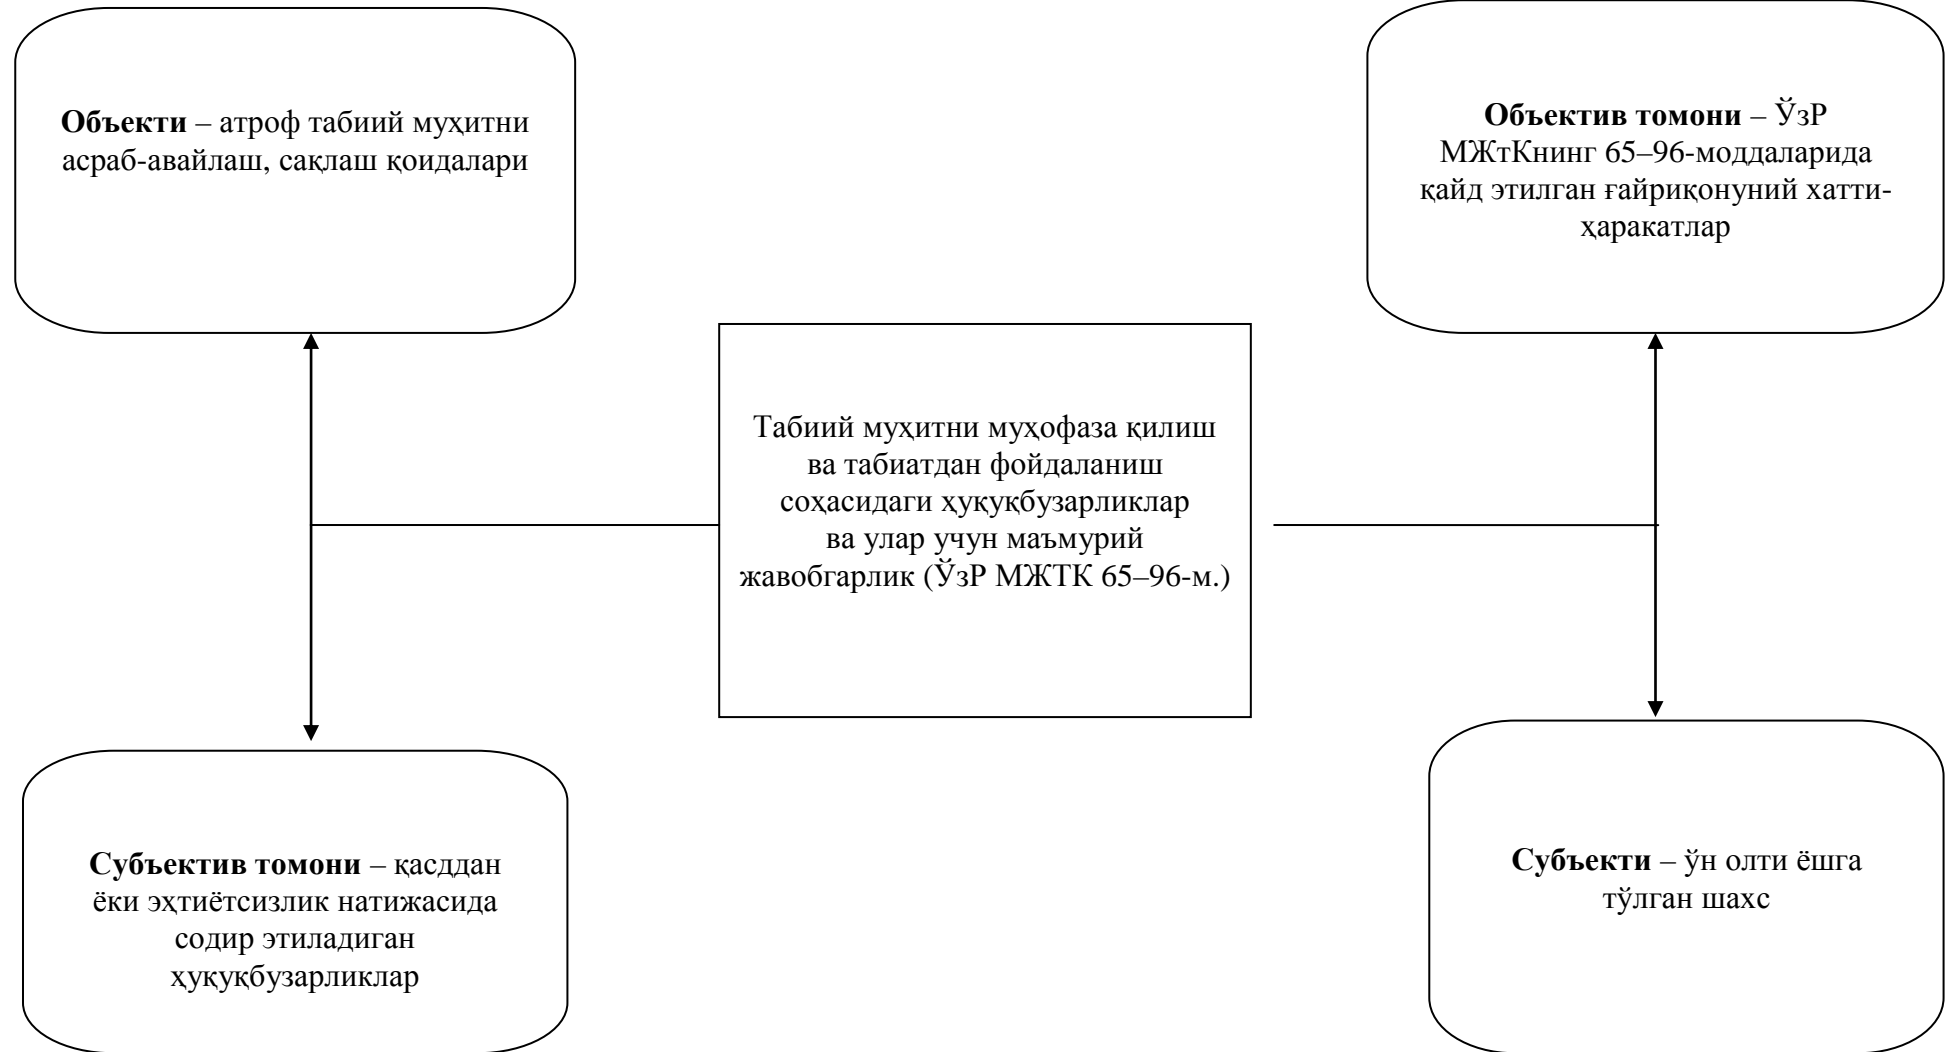 Объекти – атроф табиий муҳитни
асраб-авайлаш, сақлаш қоидалари
Объектив томони – ЎзР
МЖтКнинг 65–96-моддаларида
қайд этилган ғайриқонуний хатти-
ҳаракатлар
Табиий муҳитни муҳофаза қилиш
ва табиатдан фойдаланиш
соҳасидаги ҳуқуқбузарликлар
ва улар учун маъмурий
жавобгарлик (ЎзР МЖТК 65–96-м.)
Субъектив томони – қасддан
ёки эҳтиётсизлик натижасида
содир этиладиган
ҳуқуқбузарликлар
Субъекти – ўн олти ёшга
тўлган шахс